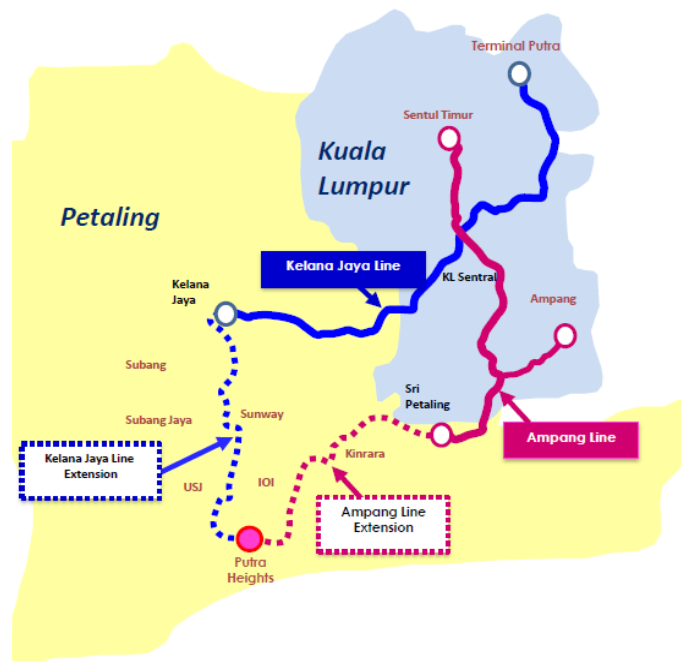 Terminal Putra
Sentul Timur
Kuala
Lumpur
Petaling
Kelana Jaya Line
KL Sentral
Kelana
Jaya
Ampang
Subang
Sri
Petaling
Subang Jaya
Sunway
Ampang Line
Kelana Jaya Line
Extension
Kinrara
USJ
IOI
Ampang Line
Extension
Putra
Heights